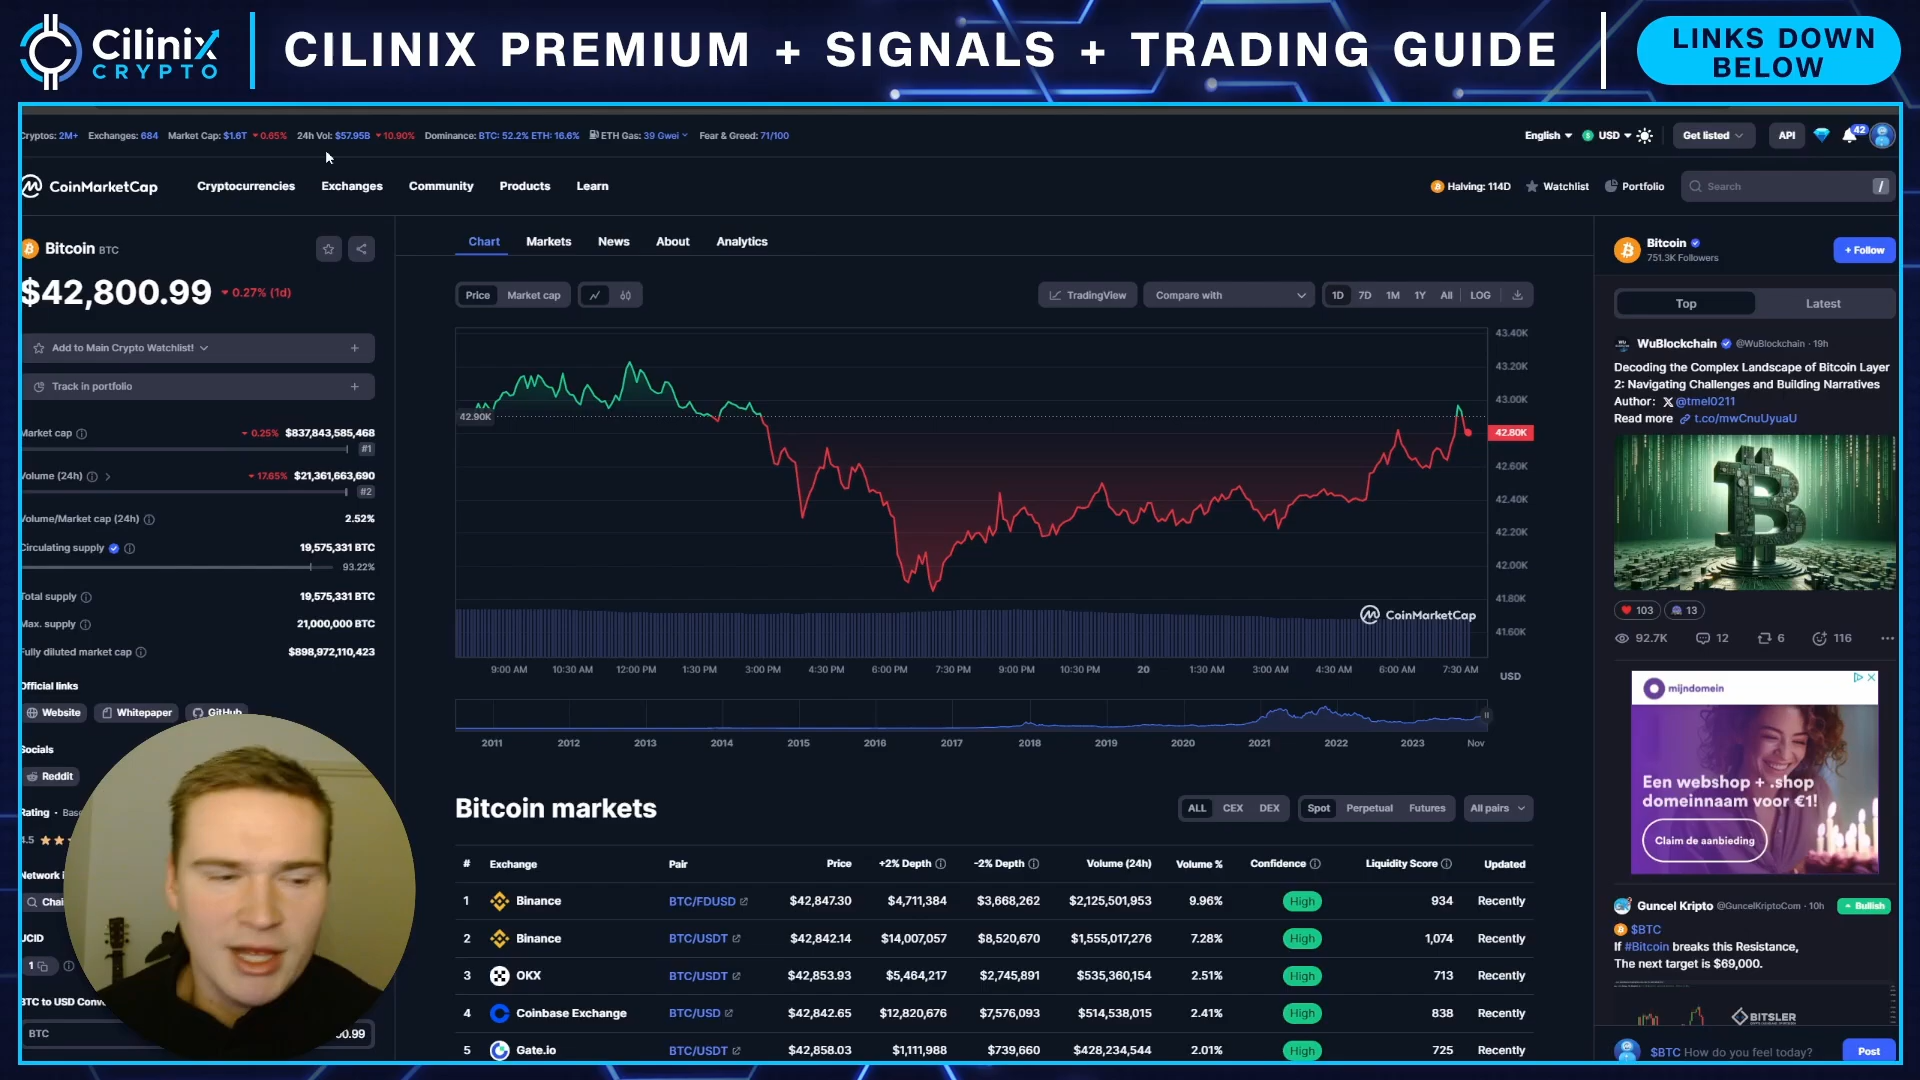 Cilinix
CRYPTO
CILINIX PREMIUM + SIGNALS + TRADING GUIDE
LINKS DOWN
BELOW
Cryptos: 2M+ Exchanges: 684 Market Cap: $1.6T 0.65% 24h Vol: $57.95B 10.90% Dominance: BTC: 52.2% ETH: 16.6% ETH Gas: 39 Gwei Fear & Greed: 71/100
English USD Get listed API 42
CoinMarketCap Cryptocurrencies Exchanges Community Products Learn
Halving: 114D Watchlist Portfolio Search /
Bitcoin BTC
$42,800.99 0.27% (1d)
Add to Main Crypto Watchlist! +
Track in portfolio +
Market cap 0.25% $837,843,585,468
#1
Volume (24h) 17.65% $21,361,663,690
#2
Volume/Market cap (24h) 2.52%
Circulating supply 19,575,331 BTC
93.22%
Total supply 19,575,331 BTC
Max. supply 21,000,000 BTC
Fully diluted market cap $898,972,110,423
Official links
Website Whitepaper GitHub
Socials
Reddit
Rating · Base
4.5
Network i
Chai
UCID
1
BTC to USD Conv
BTC 00.99
Chart Markets News About Analytics
Price Market cap
TradingView Compare with 1D 7D 1M 1Y All LOG
43.40K
43.20K
43.00K
42.90K
42.80K
42.60K
42.40K
42.20K
42.00K
41.80K
41.60K
CoinMarketCap
9:00 AM 10:30 AM 12:00 PM 1:30 PM 3:00 PM 4:30 PM 6:00 PM 7:30 PM 9:00 PM 10:30 PM 20 1:30 AM 3:00 AM 4:30 AM 6:00 AM 7:30 AM
USD
2011 2012 2013 2014 2015 2016 2017 2018 2019 2020 2021 2022 2023 Nov
Bitcoin markets
ALL CEX DEX Spot Perpetual Futures All pairs
# Exchange Pair Price +2% Depth -2% Depth Volume (24h) Volume % Confidence Liquidity Score Updated
1 Binance BTC/FDUSD $42,847.30 $4,711,384 $3,668,262 $2,125,501,953 9.96% High 934 Recently
2 Binance BTC/USDT $42,842.14 $14,007,057 $8,520,670 $1,555,017,276 7.28% High 1,074 Recently
3 OKX BTC/USDT $42,853.93 $5,464,217 $2,745,891 $535,360,154 2.51% High 713 Recently
4 Coinbase Exchange BTC/USD $42,842.65 $12,820,676 $7,576,093 $514,538,015 2.41% High 838 Recently
5 Gate.io BTC/USDT $42,858.03 $1,111,988 $739,660 $428,234,544 2.01% High 725 Recently
Bitcoin
751.3K Followers
+ Follow
Top Latest
WuBlockchain @WuBlockchain · 19h
Decoding the Complex Landscape of Bitcoin Layer
2: Navigating Challenges and Building Narratives
Author: X @tmel0211
Read more t.co/mwCnuUyuaU
103 13
92.7K 12 6 116 ...
mijndomein
Een webshop + .shop
domeinnaam voor €1!
Claim de aanbieding
Guncel Kripto @GuncelKriptoCom · 10h Bullish
$BTC
If #Bitcoin breaks this Resistance,
The next target is $69,000.
BITSLER
$BTC How do you feel today? Post